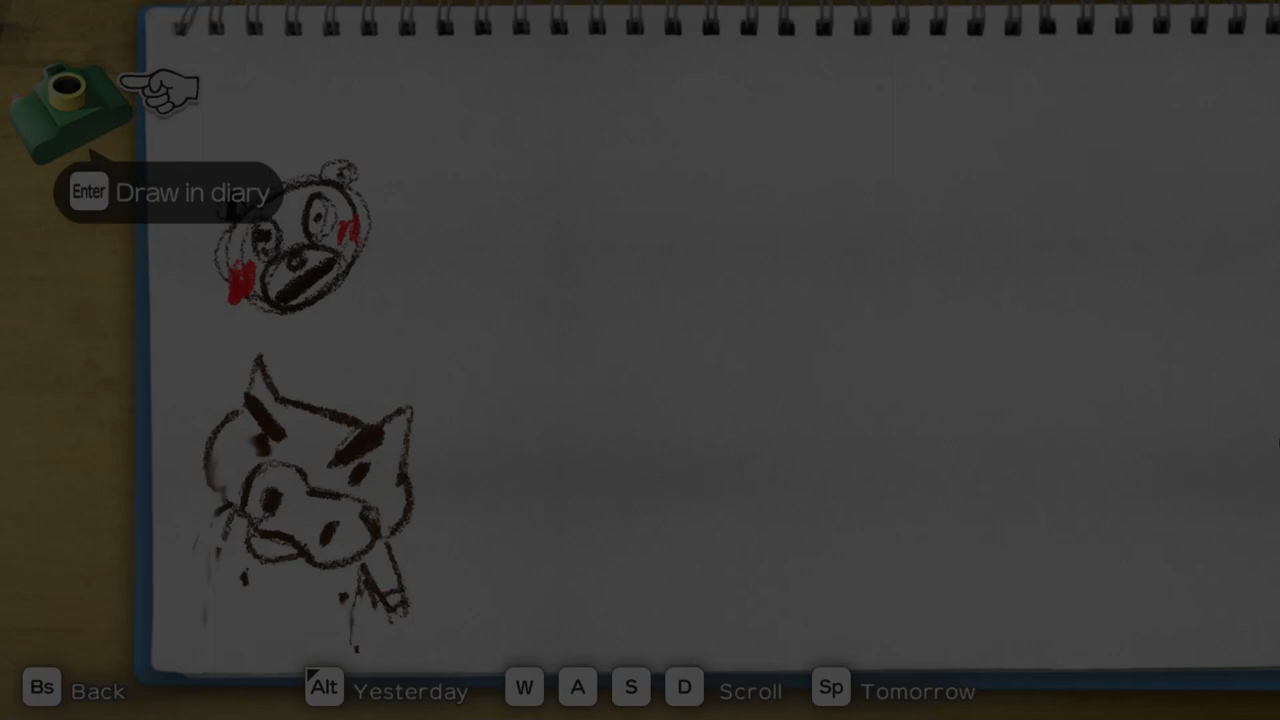 Enter Draw in diary
Bs Back Alt Yesterday W A S D Scroll Sp Tomorrow